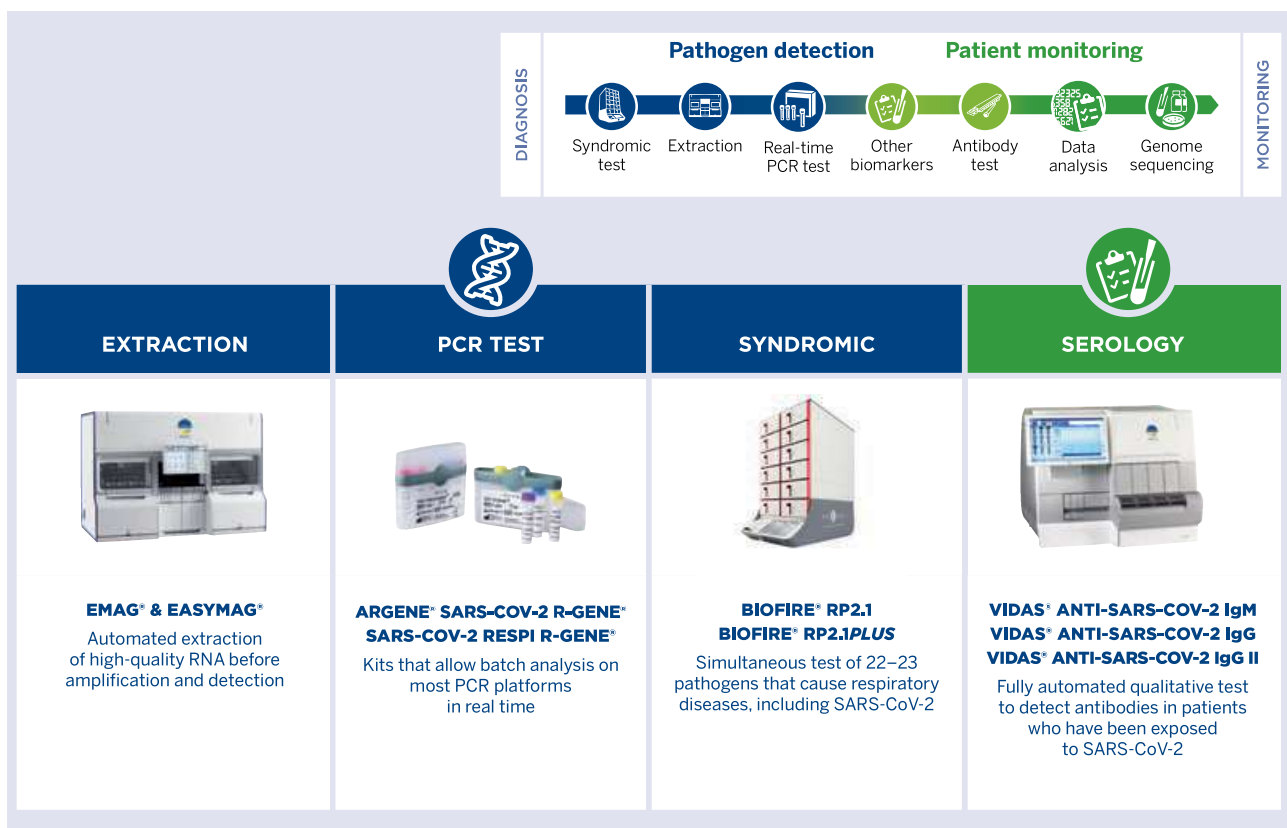 DIAGNOSIS
Pathogen detection
Patient monitoring
MONITORING
Syndromic
test
Extraction
Real-time
PCR test
Other
biomarkers
Antibody
test
Data
analysis
Genome
sequencing
EXTRACTION
PCR TEST
SYNDROMIC
SEROLOGY
EMAG® & EASYMAG®
Automated extraction
of high-quality RNA before
amplification and detection
ARGENE® SARS-COV-2 R-GENE®
SARS-COV-2 RESPI R-GENE®
Kits that allow batch analysis on
most PCR platforms
in real time
BIOFIRE® RP2.1
BIOFIRE® RP2.1PLUS
Simultaneous test of 22–23
pathogens that cause respiratory
diseases, including SARS-CoV-2
VIDAS® ANTI-SARS-COV-2 IgM
VIDAS® ANTI-SARS-COV-2 IgG
VIDAS® ANTI-SARS-COV-2 IgG II
Fully automated qualitative test
to detect antibodies in patients
who have been exposed
to SARS-CoV-2